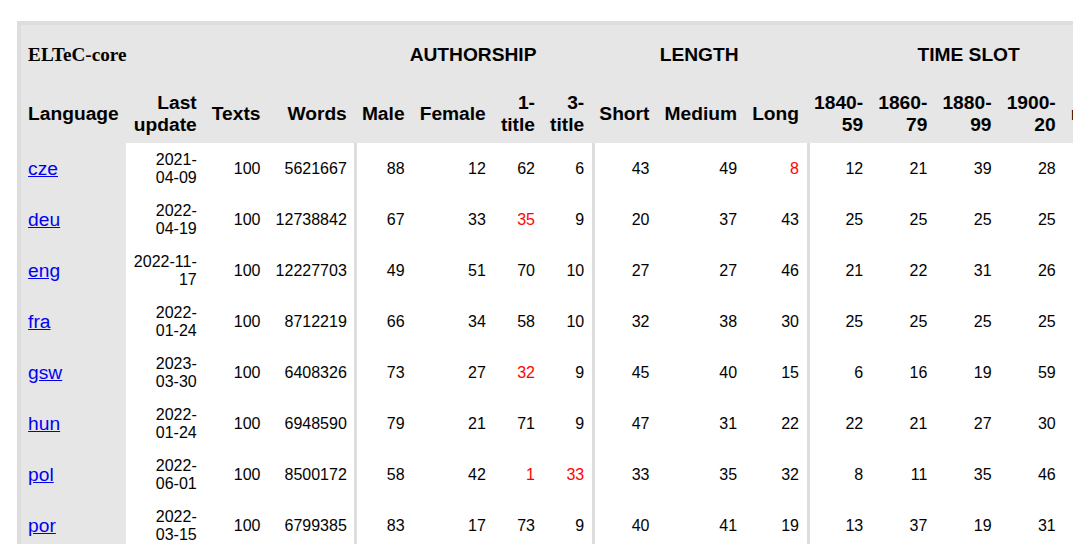 ELTeC-core AUTHORSHIP LENGTH TIME SLOT
Language Last update Texts Words Male Female 1-title 3-title Short Medium Long 1840-59 1860-79 1880-99 1900-20
cze 2021-04-09 100 5621667 88 12 62 6 43 49 8 12 21 39 28
deu 2022-04-19 100 12738842 67 33 35 9 20 37 43 25 25 25 25
eng 2022-11-17 100 12227703 49 51 70 10 27 27 46 21 22 31 26
fra 2022-01-24 100 8712219 66 34 58 10 32 38 30 25 25 25 25
gsw 2023-03-30 100 6408326 73 27 32 9 45 40 15 6 16 19 59
hun 2022-01-24 100 6948590 79 21 71 9 47 31 22 22 21 27 30
pol 2022-06-01 100 8500172 58 42 1 33 33 35 32 8 11 35 46
por 2022-03-15 100 6799385 83 17 73 9 40 41 19 13 37 19 31